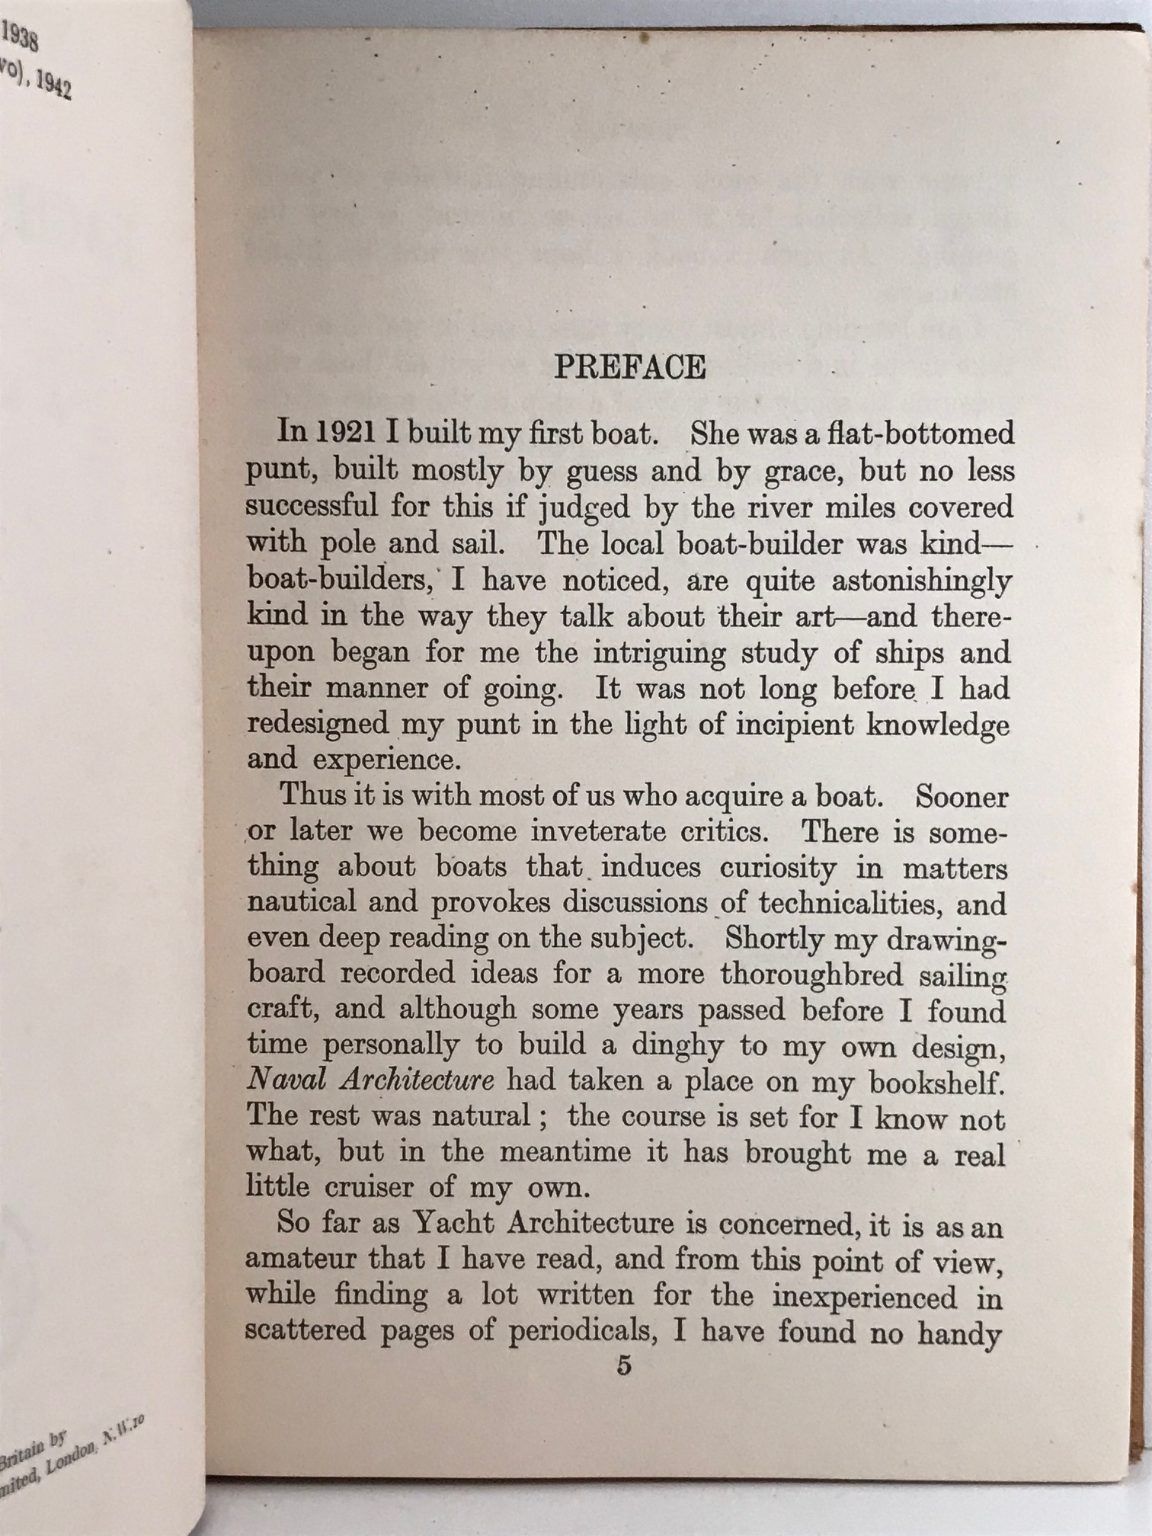 1938
vo), 1942
Britain by
mited, London, N.W.10
PREFACE
In 1921 I built my first boat. She was a flat-bottomed
punt, built mostly by guess and by grace, but no less
successful for this if judged by the river miles covered
with pole and sail. The local boat-builder was kind—
boat-builders, I have noticed, are quite astonishingly
kind in the way they talk about their art—and there-
upon began for me the intriguing study of ships and
their manner of going. It was not long before I had
redesigned my punt in the light of incipient knowledge
and experience.
Thus it is with most of us who acquire a boat. Sooner
or later we become inveterate critics. There is some-
thing about boats that induces curiosity in matters
nautical and provokes discussions of technicalities, and
even deep reading on the subject. Shortly my drawing-
board recorded ideas for a more thoroughbred sailing
craft, and although some years passed before I found
time personally to build a dinghy to my own design,
Naval Architecture had taken a place on my bookshelf.
The rest was natural ; the course is set for I know not
what, but in the meantime it has brought me a real
little cruiser of my own.
So far as Yacht Architecture is concerned, it is as an
amateur that I have read, and from this point of view,
while finding a lot written for the inexperienced in
scattered pages of periodicals, I have found no handy
5